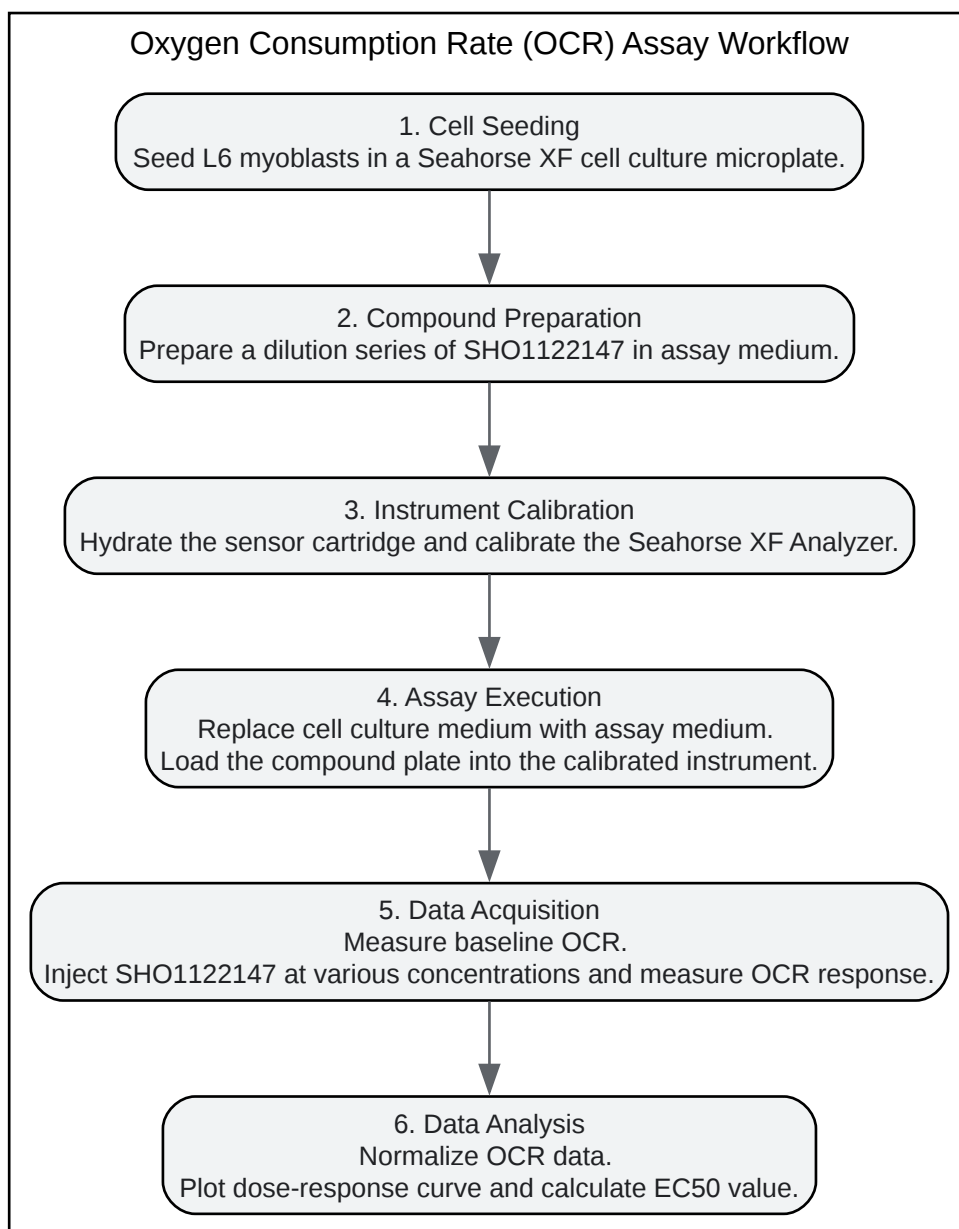 Oxygen Consumption Rate (OCR) Assay Workflow
1. Cell Seeding
Seed L6 myoblasts in a Seahorse XF cell culture microplate.
2. Compound Preparation
Prepare a dilution series of SHO1122147 in assay medium.
3. Instrument Calibration
Hydrate the sensor cartridge and calibrate the Seahorse XF Analyzer.
4. Assay Execution
Replace cell culture medium with assay medium.
Load the compound plate into the calibrated instrument.
5. Data Acquisition
Measure baseline OCR.
Inject SHO1122147 at various concentrations and measure OCR response.
6. Data Analysis
Normalize OCR data.
Plot dose-response curve and calculate EC50 value.